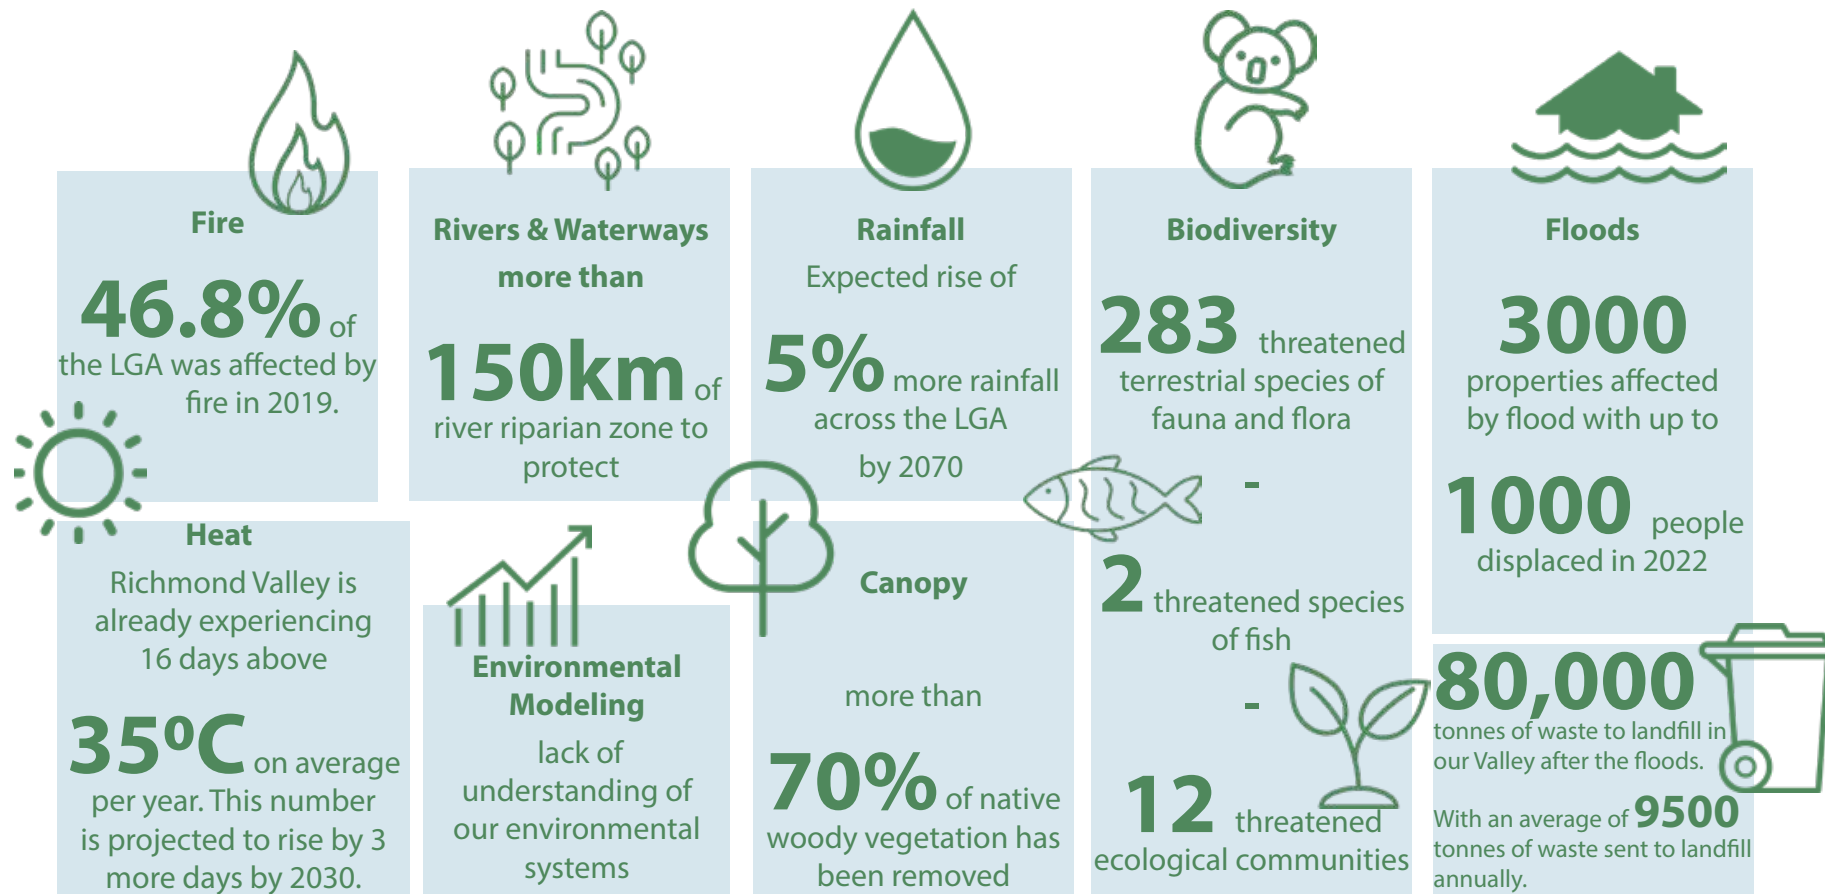 Fire
46.8% of
the LGA was affected by
fire in 2019.
Heat
Richmond Valley is
already experiencing
16 days above
35ºC on average
per year. This number
is projected to rise by 3
more days by 2030.
Rivers & Waterways
more than
150km of
river riparian zone to
protect
Environmental
Modeling
lack of
understanding of
our environmental
systems
Rainfall
Expected rise of
5% more rainfall
across the LGA
by 2070
Canopy
more than
70% of native
woody vegetation has
been removed
Biodiversity
283 threatened
terrestrial species of
fauna and flora
-
2 threatened species
of fish
-
12 threatened
ecological communities
Floods
3000
properties affected
by flood with up to
1000 people
displaced in 2022
80,000
tonnes of waste to landfill in
our Valley after the floods.
With an average of 9500
tonnes of waste sent to landfill
annually.